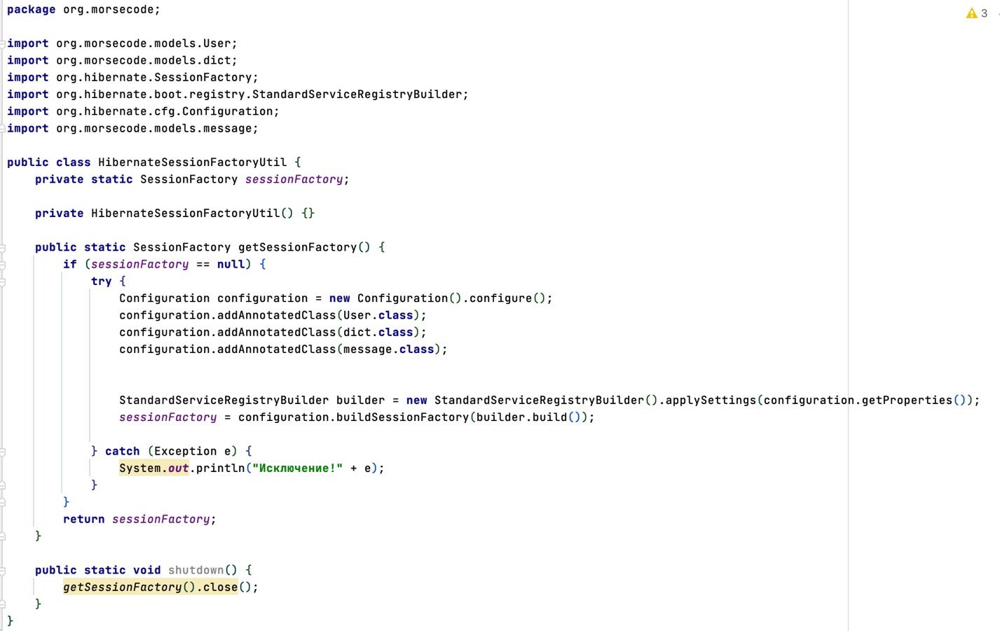 package org.morsecode;
3
import org.morsecode.models.User;
import org.morsecode.models.dict;
import org.hibernate.SessionFactory;
import org.hibernate.boot.registry.StandardServiceRegistryBuilder;
import org.hibernate.cfg.Configuration;
import org.morsecode.models.message;
public class HibernateSessionFactoryUtil {
private static SessionFactory sessionFactory;
private HibernateSessionFactoryUtil() {}
public static SessionFactory getSessionFactory() {
if (sessionFactory == null) {
try {
Configuration configuration = new Configuration().configure();
configuration.addAnnotatedClass(User.class);
configuration.addAnnotatedClass(dict.class);
configuration.addAnnotatedClass(message.class);
StandardServiceRegistryBuilder builder = new StandardServiceRegistryBuilder().applySettings(configuration.getProperties());
sessionFactory = configuration.buildSessionFactory(builder.build());
} catch (Exception e) {
System.out.println("Исключение!" + e);
}
}
return sessionFactory;
}
public static void shutdown() {
getSessionFactory().close();
}
}